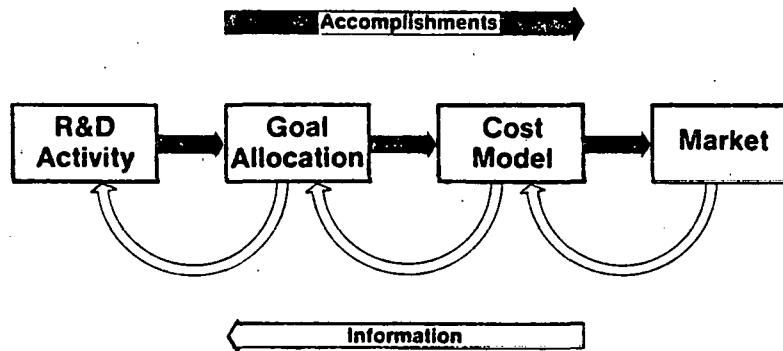 Accomplishments
R&D
Activity
Goal
Allocation
Cost
Model
Market
Information